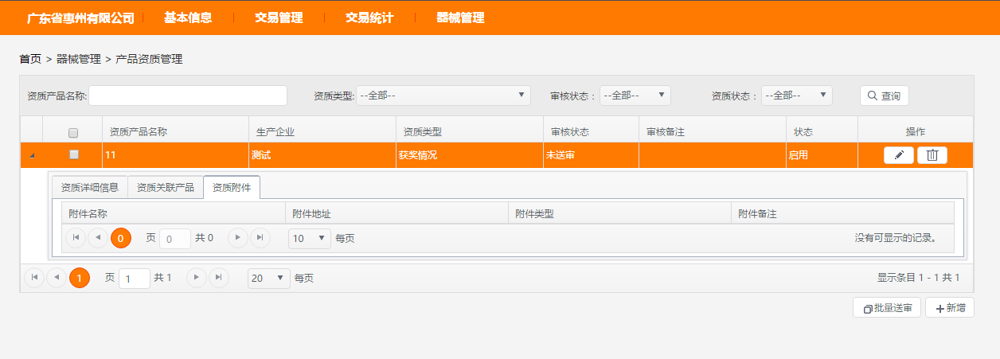 广东省惠州有限公司 基本信息 交易管理 交易统计 器械管理
首页 > 器械管理 > 产品资质管理
资质产品名称: 资质类型: --全部-- 审核状态： --全部-- 资质状态： --全部-- 查询
资质产品名称 生产企业 资质类型 审核状态 审核备注 状态 操作
11 测试 获奖情况 未送审 启用
资质详细信息 资质关联产品 资质附件
附件名称 附件地址 附件类型 附件备注
0 页 0 共 0 10 每页 没有可显示的记录。
1 页 1 共 1 20 每页 显示条目 1 - 1 共 1
批量送审 新增